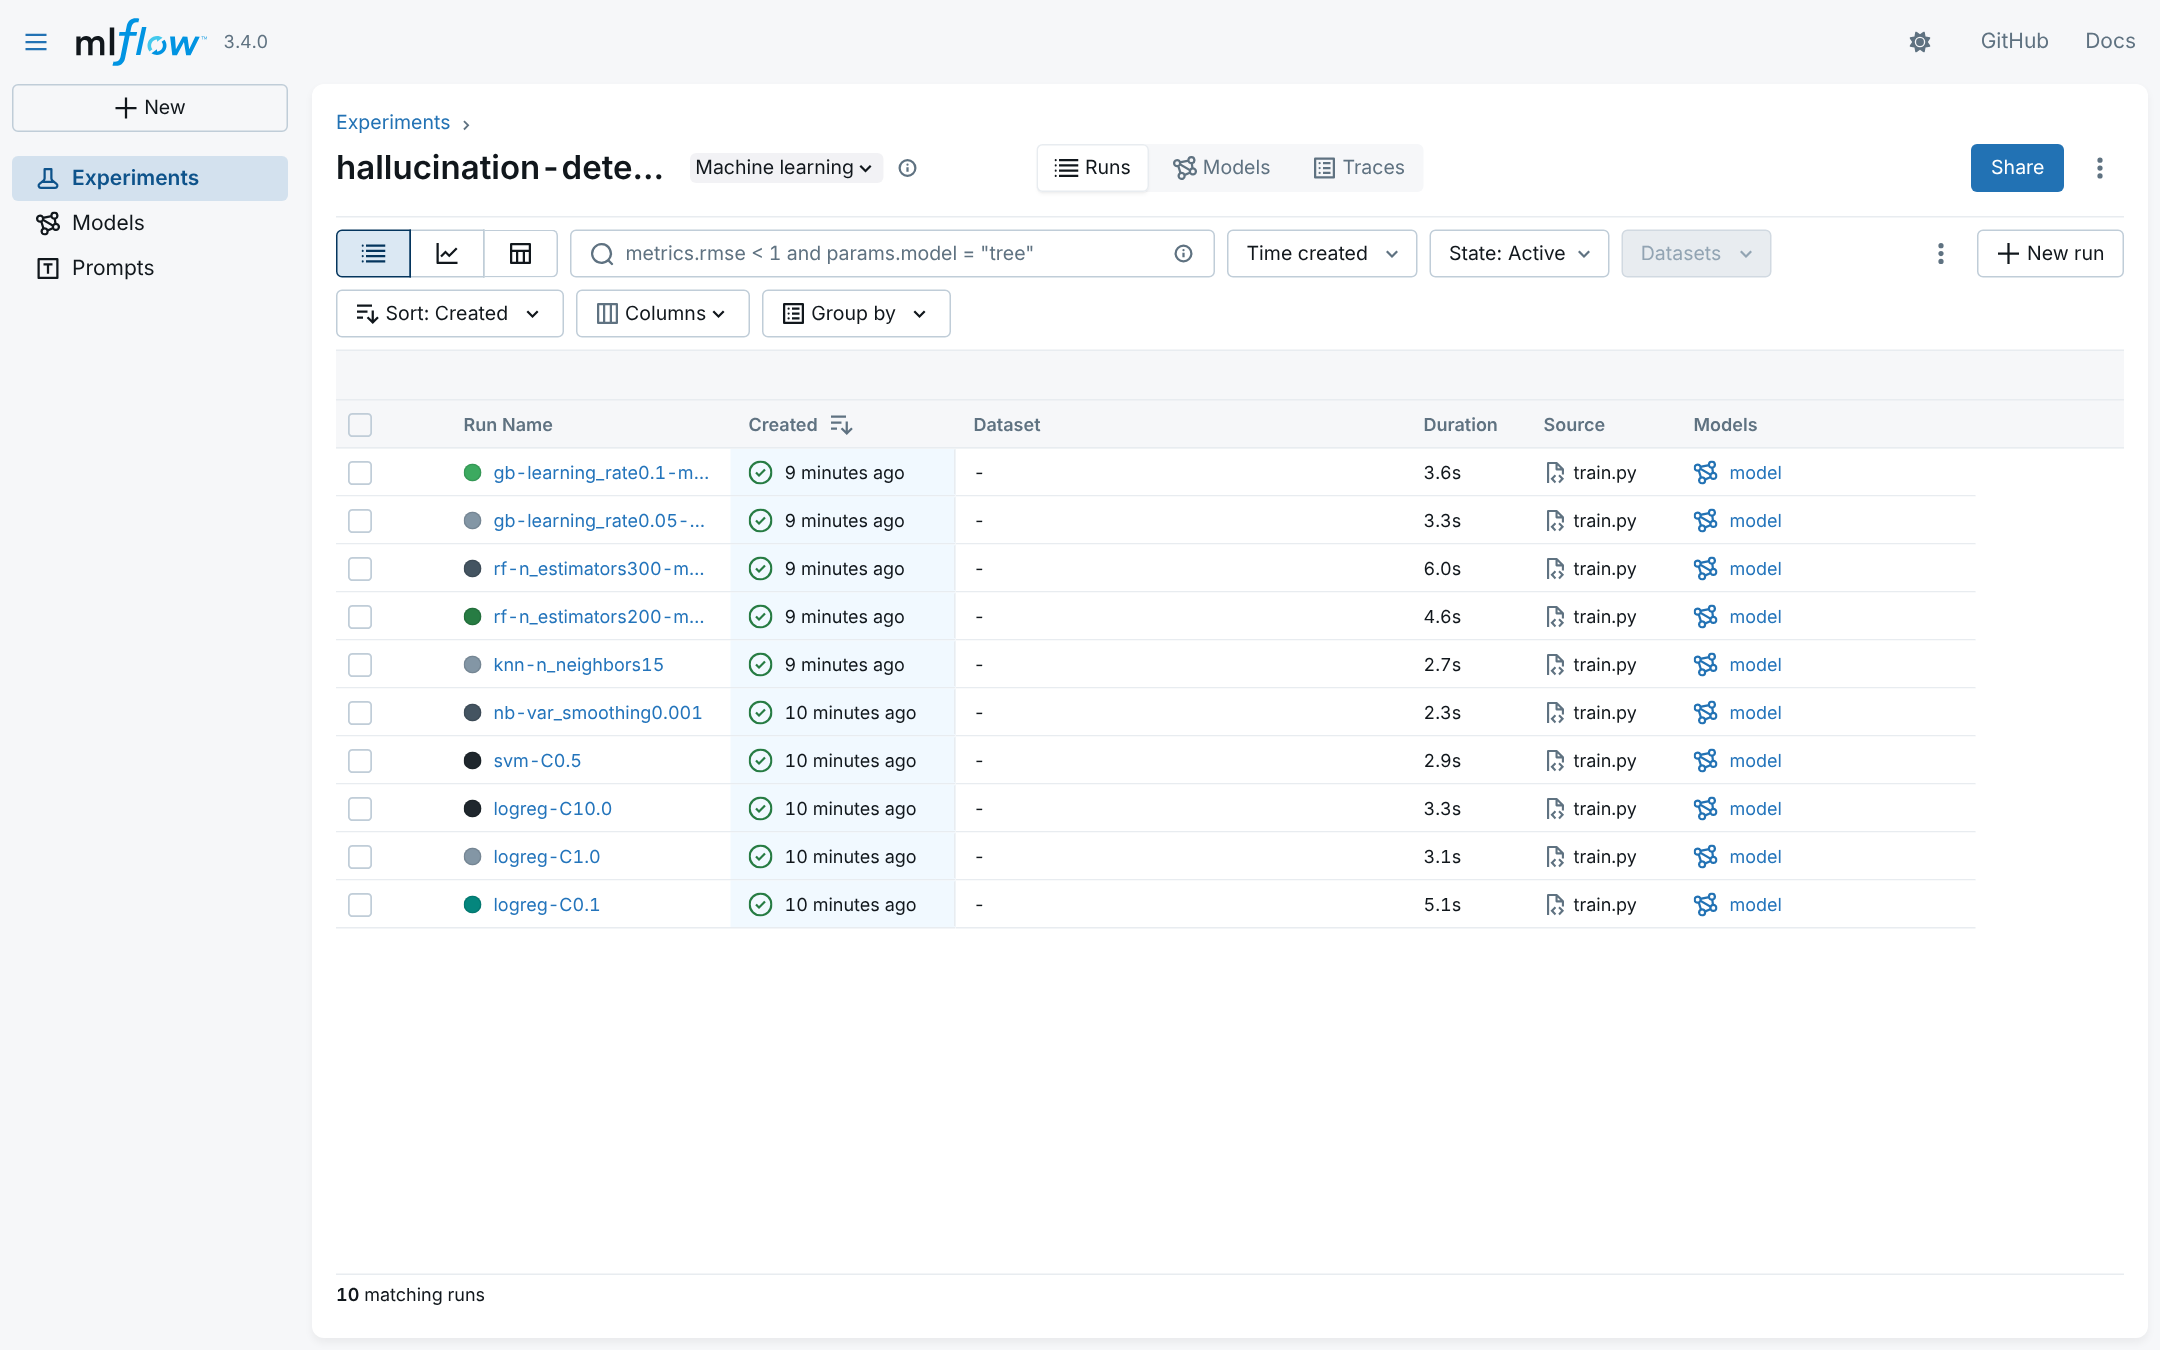 mlflow™ 3.4.0
GitHub Docs
New
Experiments
Models
Prompts
Experiments ›
hallucination-dete... Machine learning
Runs Models Traces
Share
metrics.rmse < 1 and params.model = "tree"
Time created State: Active Datasets
New run
Sort: Created Columns Group by
Run Name Created Dataset Duration Source Models
gb-learning_rate0.1-m... 9 minutes ago - 3.6s train.py model
gb-learning_rate0.05-... 9 minutes ago - 3.3s train.py model
rf-n_estimators300-m... 9 minutes ago - 6.0s train.py model
rf-n_estimators200-m... 9 minutes ago - 4.6s train.py model
knn-n_neighbors15 9 minutes ago - 2.7s train.py model
nb-var_smoothing0.001 10 minutes ago - 2.3s train.py model
svm-C0.5 10 minutes ago - 2.9s train.py model
logreg-C10.0 10 minutes ago - 3.3s train.py model
logreg-C1.0 10 minutes ago - 3.1s train.py model
logreg-C0.1 10 minutes ago - 5.1s train.py model
10 matching runs